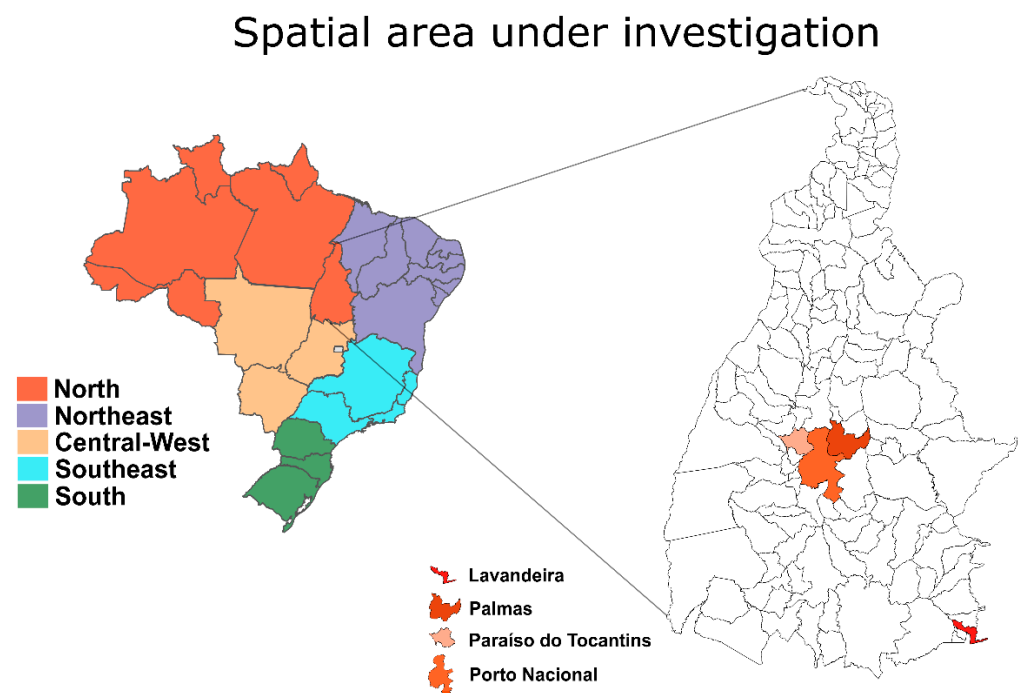 Spatial area under investigation
North
Northeast
Central-West
Southeast
South
Lavandeira
Palmas
Paraíso do Tocantins
Porto Nacional